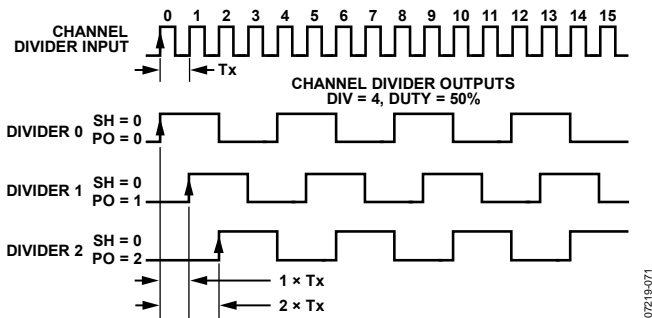 0 1 2 3 4 5 6 7 8 9 10 11 12 13 14 15
CHANNEL
DIVIDER INPUT
Tx
CHANNEL DIVIDER OUTPUTS
DIV = 4, DUTY = 50%
DIVIDER 0
SH = 0
PO = 0
DIVIDER 1
SH = 0
PO = 1
DIVIDER 2
SH = 0
PO = 2
1 × Tx
2 × Tx
07219-071